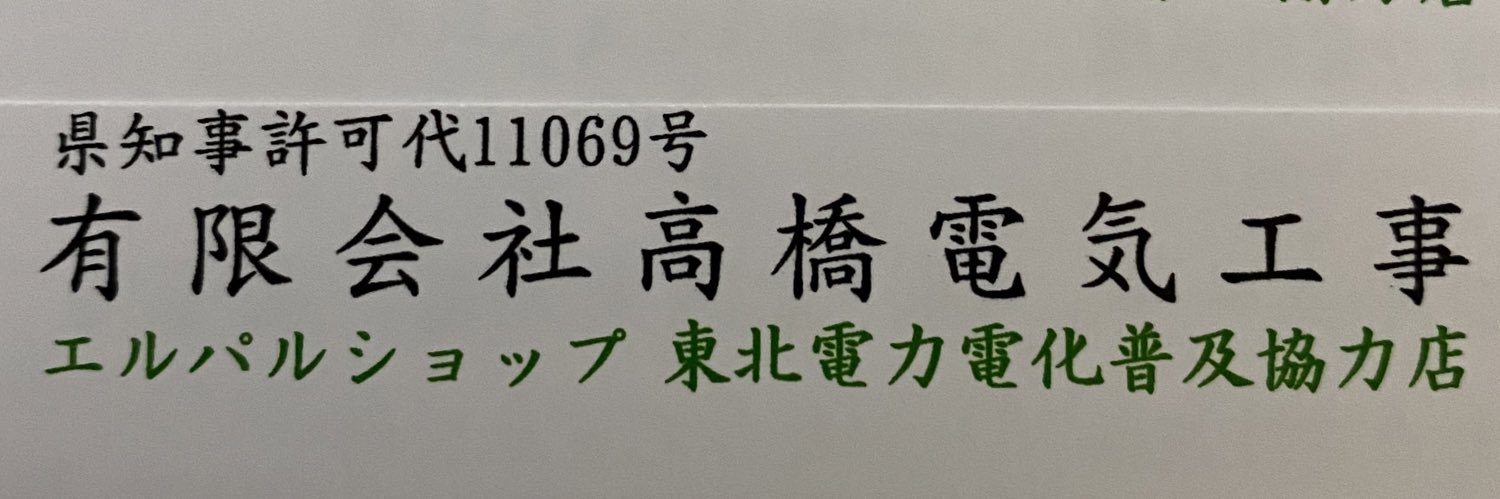 県知事許可代11069号
有限会社高橋電気工事
エルパルショップ 東北電力電化普及協力店